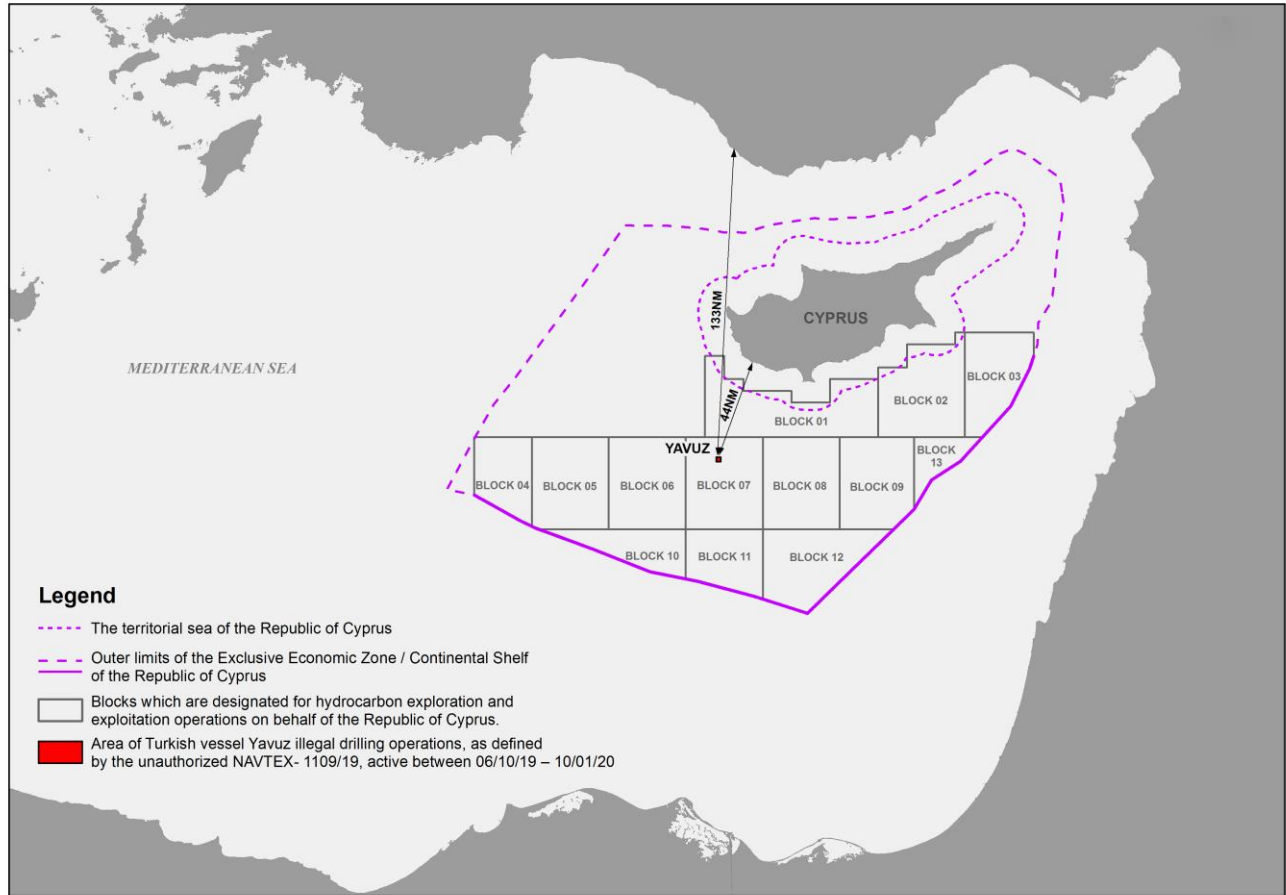 133NM
CYPRUS
MEDITERRANEAN SEA
44NM
BLOCK 03
BLOCK 02
BLOCK 01
YAVUZ
BLOCK
13
BLOCK 04
BLOCK 05
BLOCK 06
BLOCK 07
BLOCK 08
BLOCK 09
BLOCK 10
BLOCK 11
BLOCK 12
Legend
The territorial sea of the Republic of Cyprus
Outer limits of the Exclusive Economic Zone / Continental Shelf
of the Republic of Cyprus
Blocks which are designated for hydrocarbon exploration and
exploitation operations on behalf of the Republic of Cyprus.
Area of Turkish vessel Yavuz illegal drilling operations, as defined
by the unauthorized NAVTEX- 1109/19, active between 06/10/19 – 10/01/20